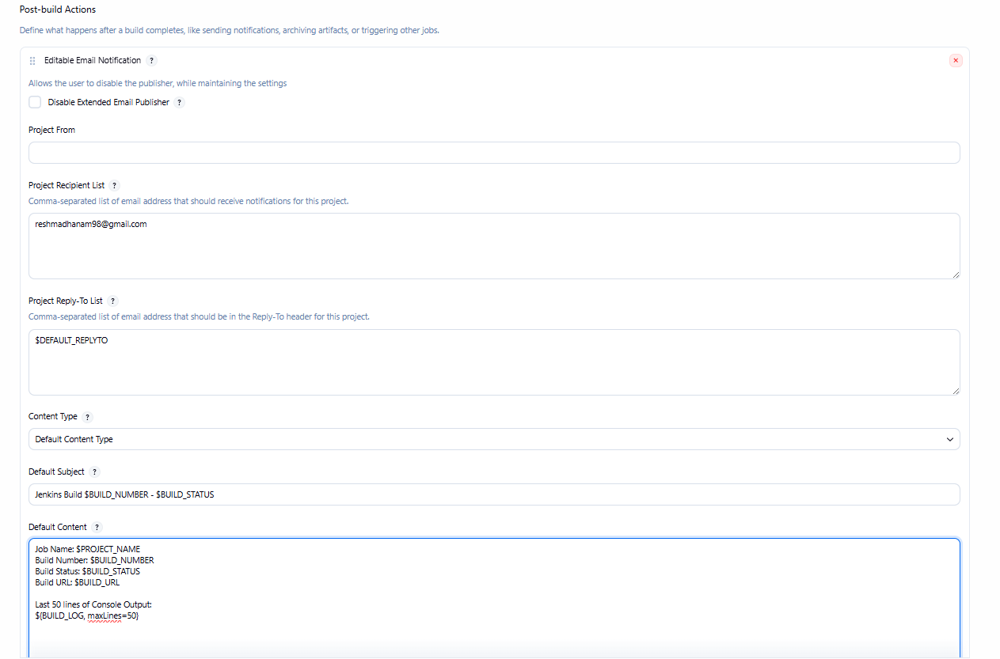 Post-build Actions
Define what happens after a build completes, like sending notifications, archiving artifacts, or triggering other jobs.
Editable Email Notification ?
Allows the user to disable the publisher, while maintaining the settings
Disable Extended Email Publisher ?
Project From
Project Recipient List ?
Comma-separated list of email address that should receive notifications for this project.
reshmadhanam98@gmail.com
Project Reply-To List ?
Comma-separated list of email address that should be in the Reply-To header for this project.
$DEFAULT_REPLYTO
Content Type ?
Default Content Type
Default Subject ?
Jenkins Build $BUILD_NUMBER - $BUILD_STATUS
Default Content ?
Job Name: $PROJECT_NAME
Build Number: $BUILD_NUMBER
Build Status: $BUILD_STATUS
Build URL: $BUILD_URL
Last 50 lines of Console Output:
${BUILD_LOG, maxLines=50}